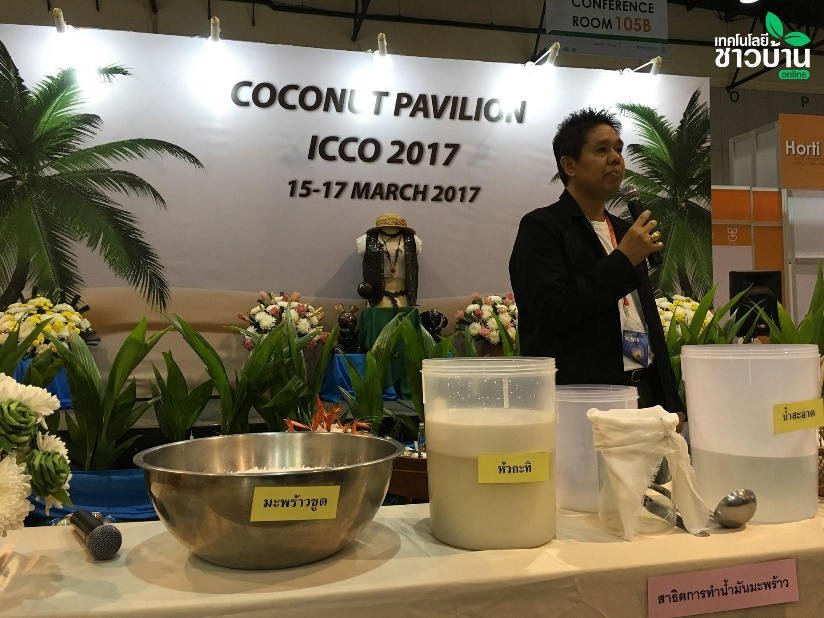 CONFERENCE
ROOM 105B
เทคโนโลยี
ชาวบ้าน
online
COCONUT PAVILION
ICCO 2017
15-17 MARCH 2017
Horti
น้ำสะอาด
หัวกะทิ
มะพร้าวขูด
สาธิตการทำน้ำมันมะพร้าว